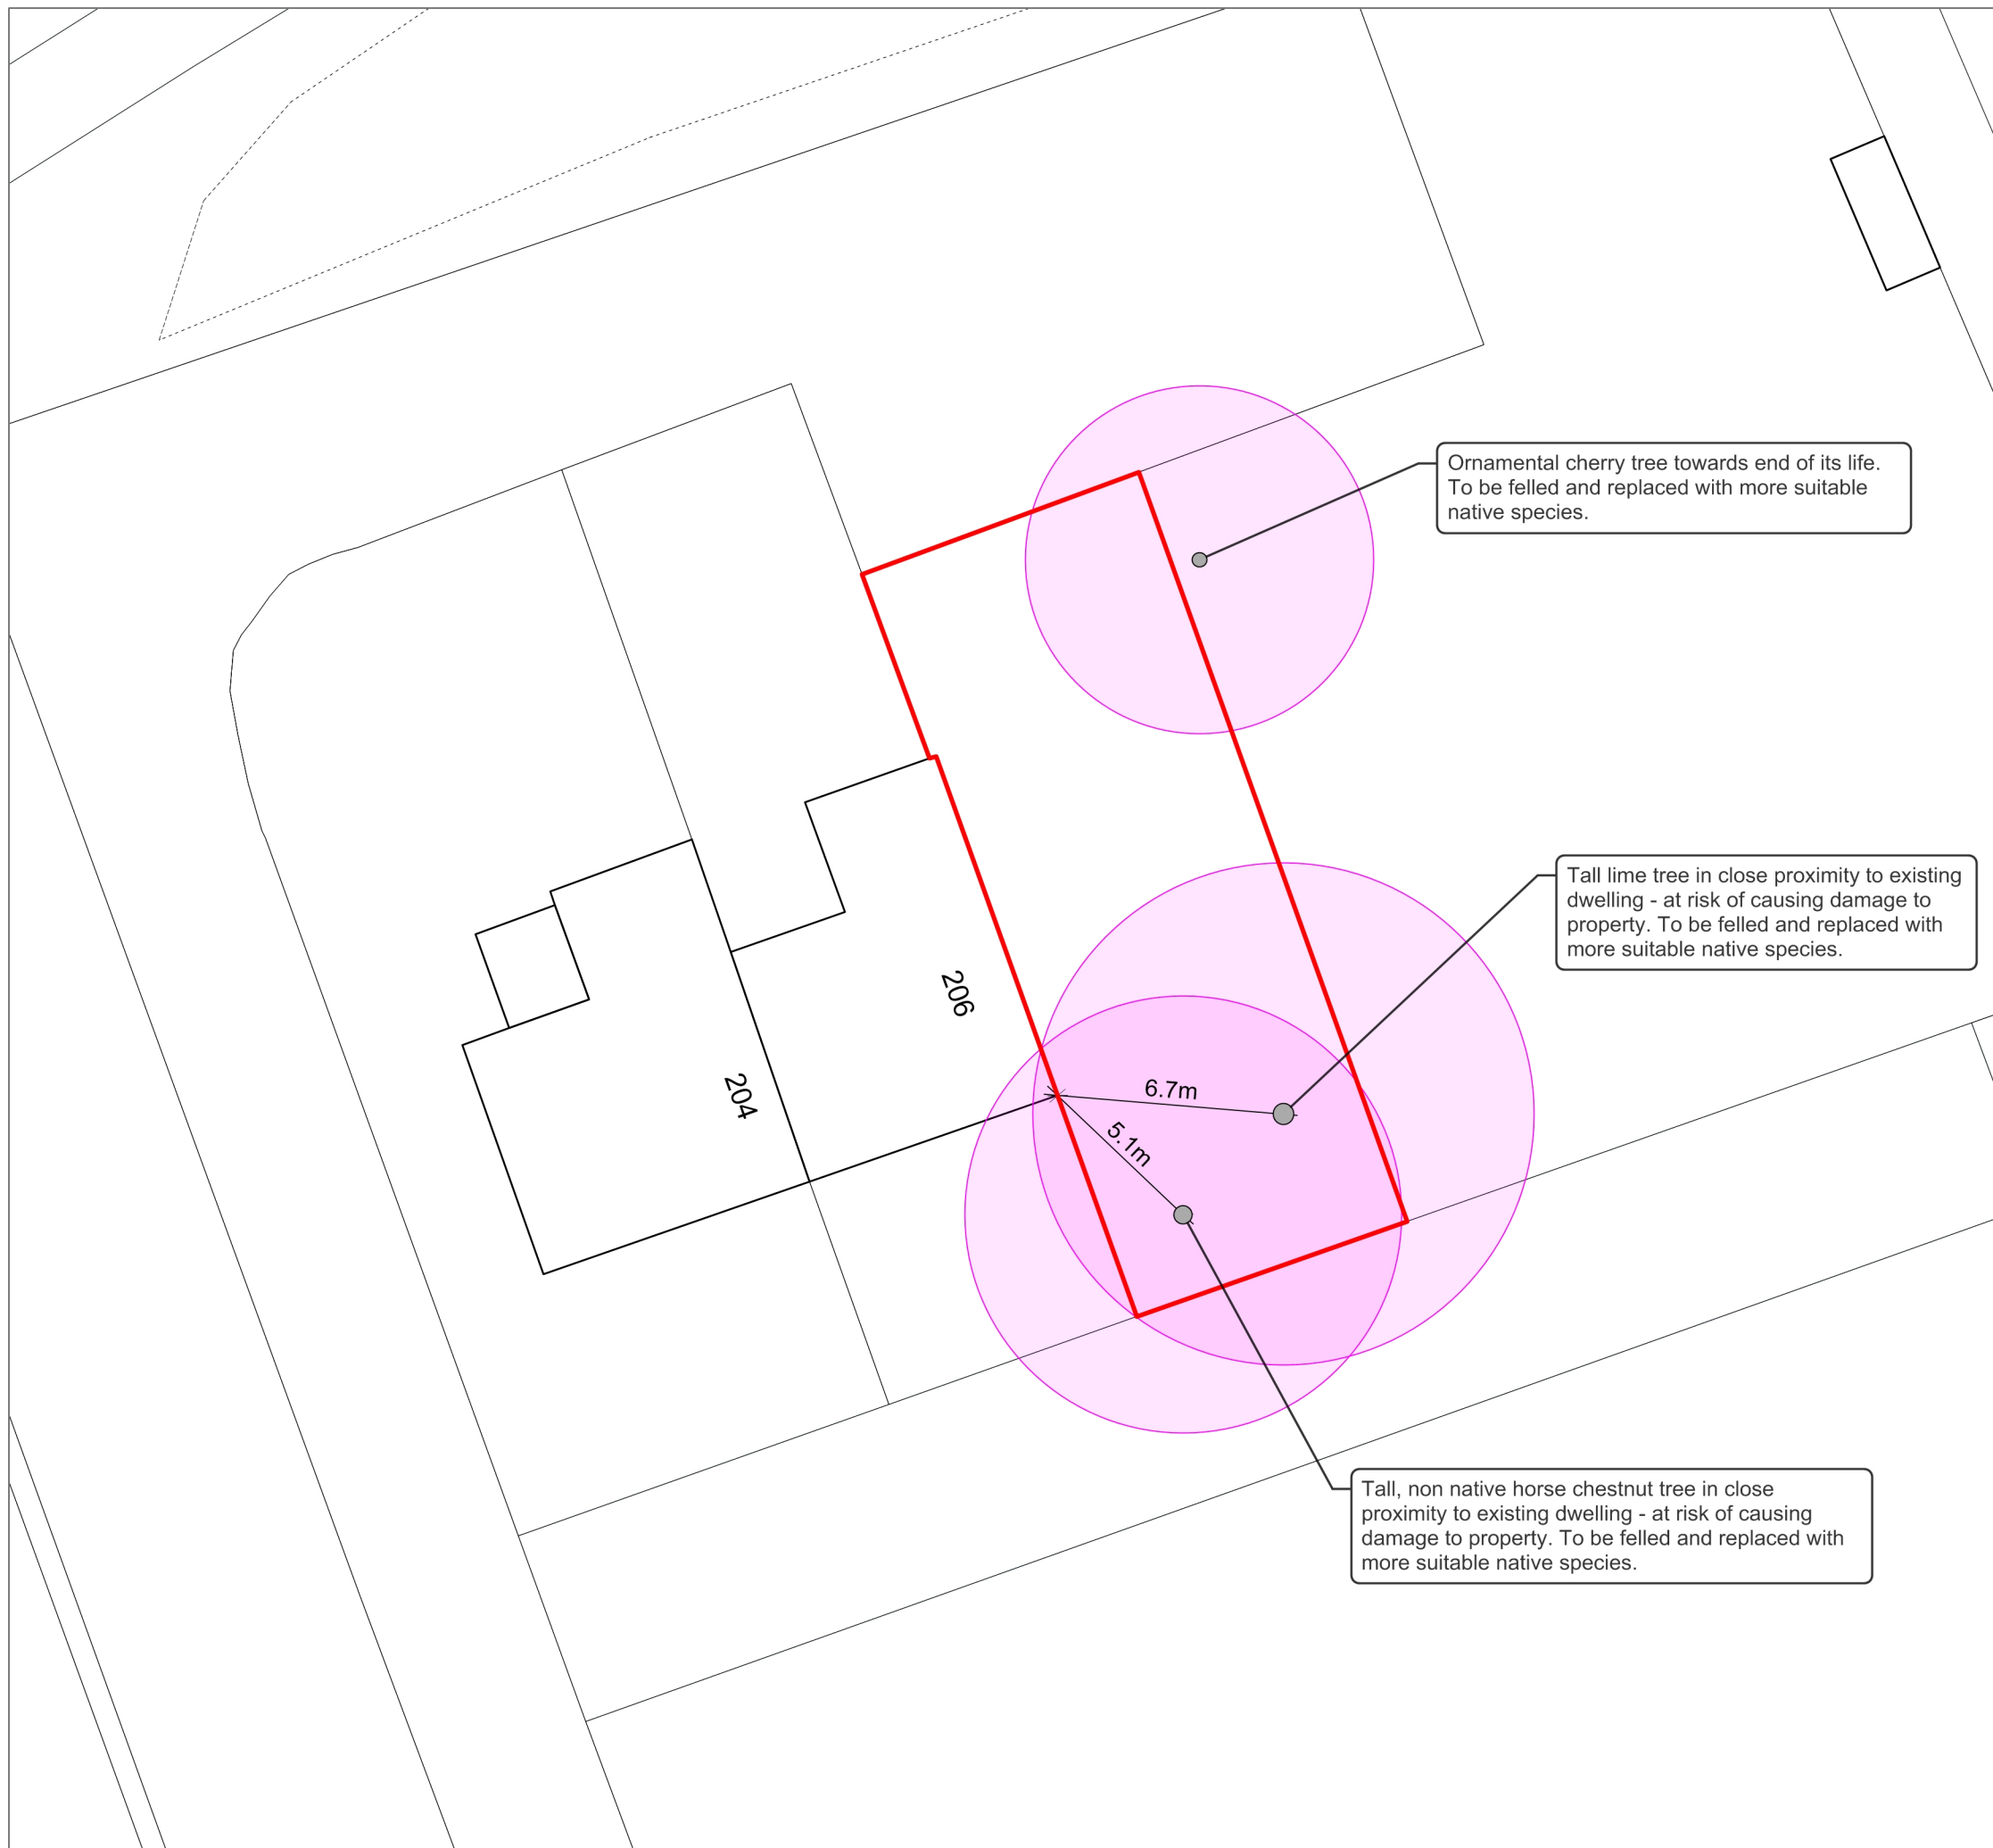 Ornamental cherry tree towards end of its life.
To be felled and replaced with more suitable
native species.
Tall lime tree in close proximity to existing
dwelling - at risk of causing damage to
property. To be felled and replaced with
more suitable native species.
206
204
6.7m
5.1m
Tall, non native horse chestnut tree in close
proximity to existing dwelling - at risk of causing
damage to property. To be felled and replaced with
more suitable native species.